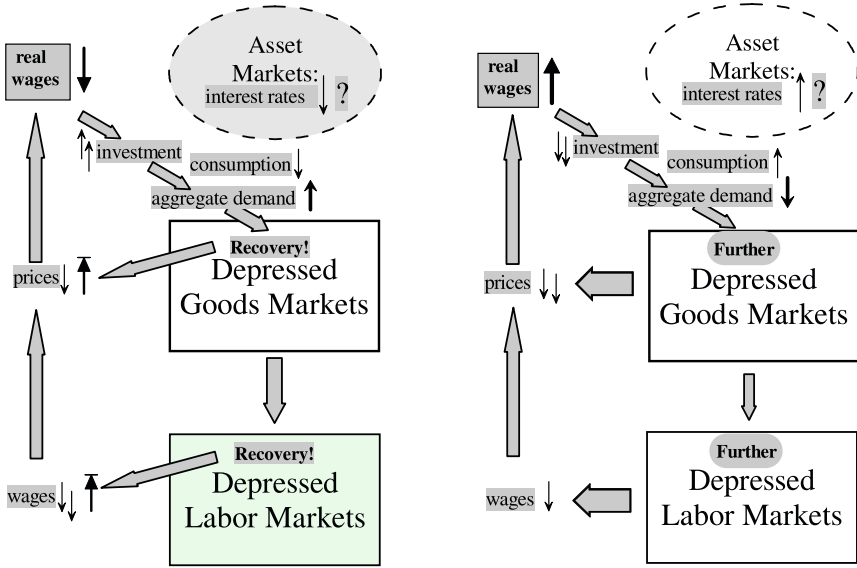 real
wages
Asset
Markets:
interest rates ?
investment
consumption
aggregate demand
Recovery!
Depressed
Goods Markets
prices
Recovery!
Depressed
Labor Markets
wages
real
wages
Asset
Markets:
interest rates ?
investment
consumption
aggregate demand
Further
Depressed
Goods Markets
prices
Further
Depressed
Labor Markets
wages